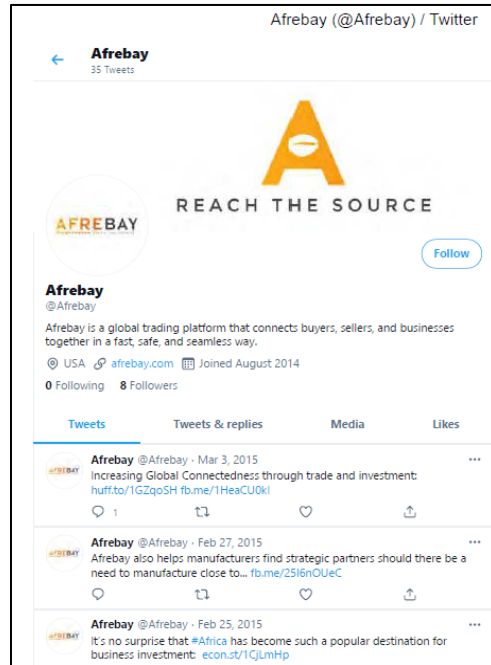 Afrebay (@Afrebay) / Twitter
Afrebay
35 Tweets
A
REACH THE SOURCE
AFREBAY
Follow
Afrebay
@Afrebay
Afrebay is a global trading platform that connects buyers, sellers, and businesses
together in a fast, safe, and seamless way.
USA afrebay.com Joined August 2014
0 Following 8 Followers
Tweets Tweets & replies Media Likes
AFREBAY Afrebay @Afrebay · Mar 3, 2015
Increasing Global Connectedness through trade and investment:
huff.to/1GZqoSH fb.me/1HeaCU0kI
1
AFREBAY Afrebay @Afrebay · Feb 27, 2015
Afrebay also helps manufacturers find strategic partners should there be a
need to manufacture close to... fb.me/25I6nOUeC
AFREBAY Afrebay @Afrebay · Feb 25, 2015
It's no surprise that #Africa has become such a popular destination for
business investment: econ.st/1CjLmHp